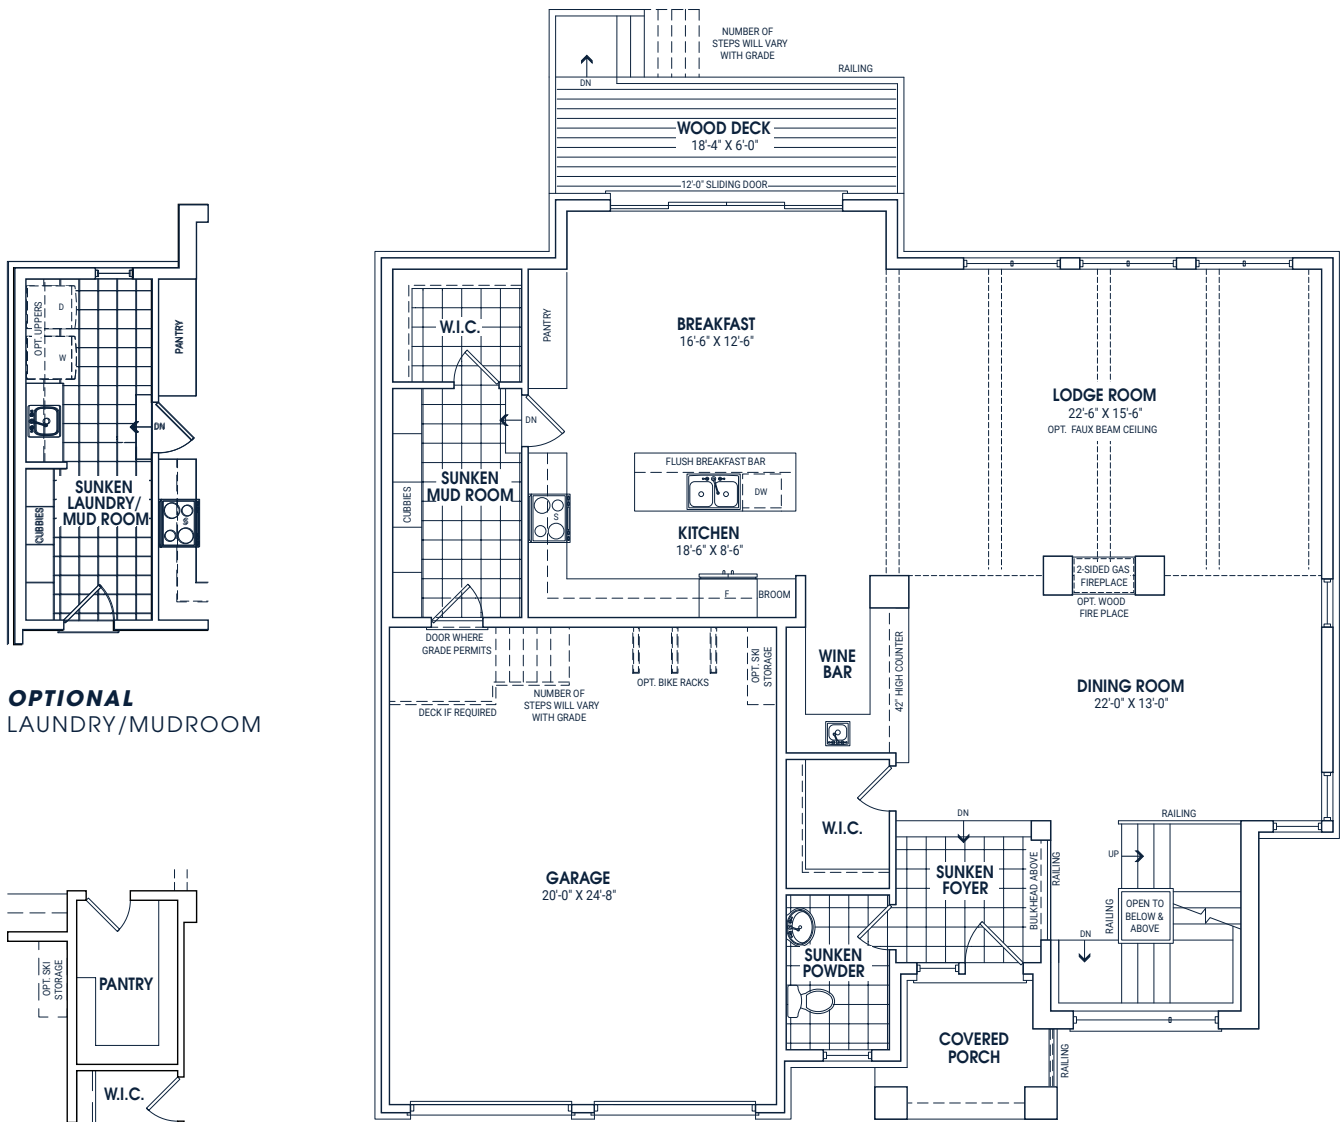 NUMBER OF
STEPS WILL VARY
WITH GRADE
DN
RAILING
WOOD DECK
18'-4" X 6'-0"
12'-0" SLIDING DOOR
OPT. UPPERS
D
W
PANTRY
DN
SUNKEN
LAUNDRY/
MUD ROOM
CUBBIES
S
OPTIONAL
LAUNDRY/MUDROOM
W.I.C.
PANTRY
BREAKFAST
16'-6" X 12'-6"
LODGE ROOM
22'-6" X 15'-6"
OPT. FAUX BEAM CEILING
DN
SUNKEN
MUD ROOM
CUBBIES
FLUSH BREAKFAST BAR
DW
S
KITCHEN
18'-6" X 8'-6"
F
BROOM
2-SIDED GAS
FIREPLACE
OPT. WOOD
FIRE PLACE
DOOR WHERE
GRADE PERMITS
DECK IF REQUIRED
NUMBER OF
STEPS WILL VARY
WITH GRADE
OPT. BIKE RACKS
OPT. SKI
STORAGE
WINE
BAR
42" HIGH COUNTER
DINING ROOM
22'-0" X 13'-0"
W.I.C.
DN
RAILING
SUNKEN
FOYER
BULKHEAD ABOVE
RAILING
UP
RAILING
OPEN TO
BELOW &
ABOVE
DN
GARAGE
20'-0" X 24'-8"
SUNKEN
POWDER
COVERED
PORCH
RAILING
OPT. SKI
STORAGE
PANTRY
W.I.C.